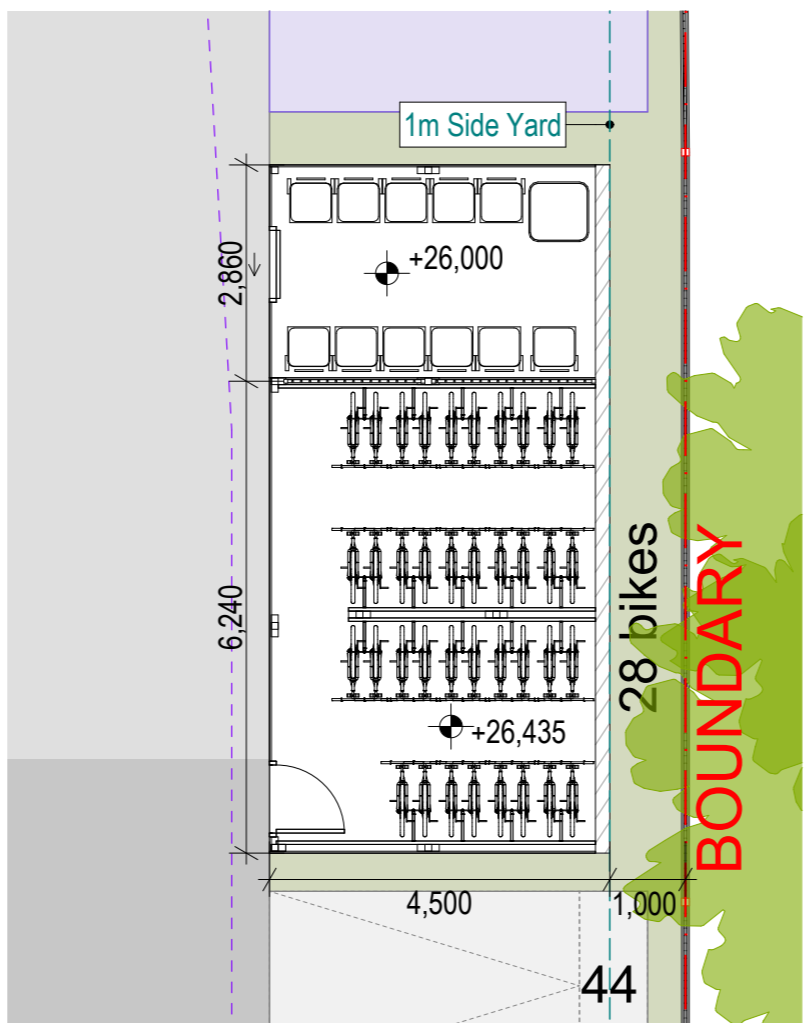 1m Side Yard
2,860
+26,000
6,240
28 bikes
BOUNDARY
+26,435
4,500
1,000
44